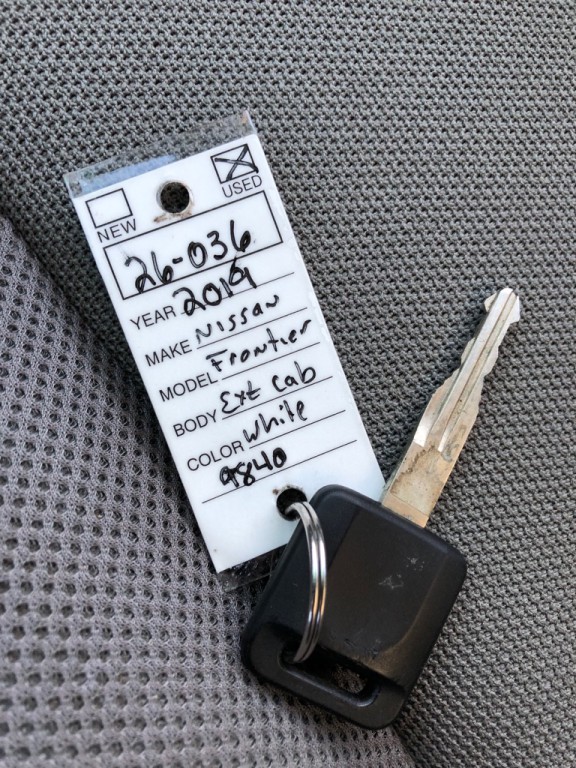 NEW USED
26-036
YEAR 2019
MAKE Nissan
MODEL Frontier
BODY Ext Cab
COLOR White
9840